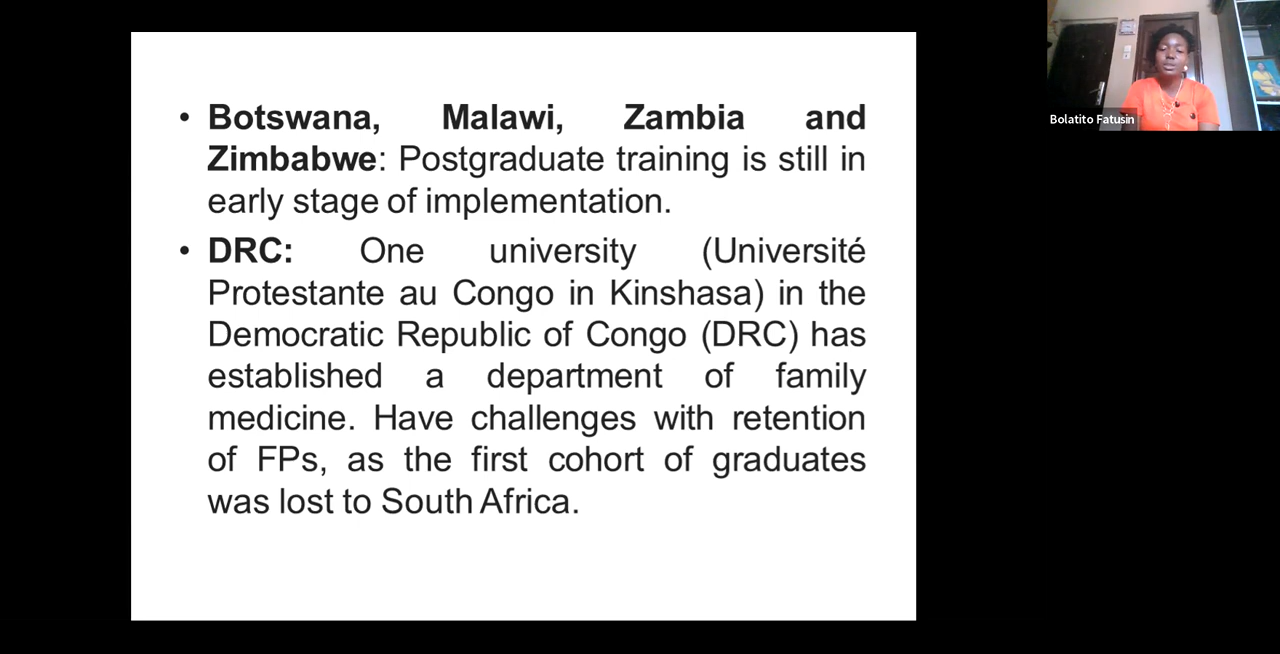 • Botswana, Malawi, Zambia and
Zimbabwe: Postgraduate training is still in
early stage of implementation.
• DRC: One university (Université
Protestante au Congo in Kinshasa) in the
Democratic Republic of Congo (DRC) has
established a department of family
medicine. Have challenges with retention
of FPs, as the first cohort of graduates
was lost to South Africa.
Bolatito Fatusin